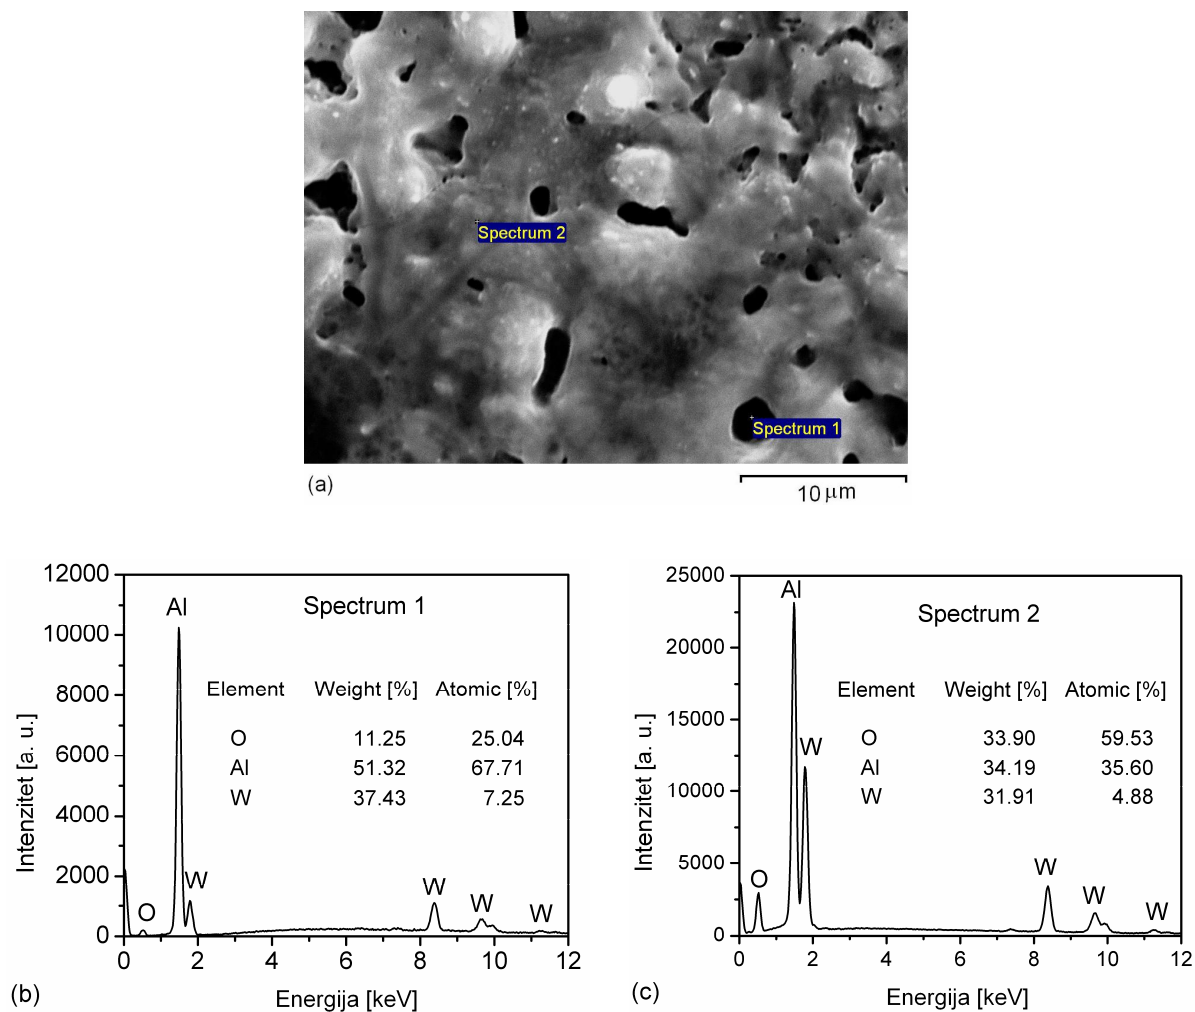 Spectrum 2
Spectrum 1
(a)
10 μm
12000
10000
8000
6000
4000
2000
0
Intenzitet [a. u.]
Al
Spectrum 1
Element Weight [%] Atomic [%]
O 11.25 25.04
Al 51.32 67.71
W 37.43 7.25
O
W
W
W
W
0 2 4 6 8 10 12
Energija [keV]
(b)
25000
20000
15000
10000
5000
0
Intenzitet [a. u.]
Al
Spectrum 2
Element Weight [%] Atomic [%]
O 33.90 59.53
Al 34.19 35.60
W 31.91 4.88
W
O
W
W
W
0 2 4 6 8 10 12
Energija [keV]
(c)